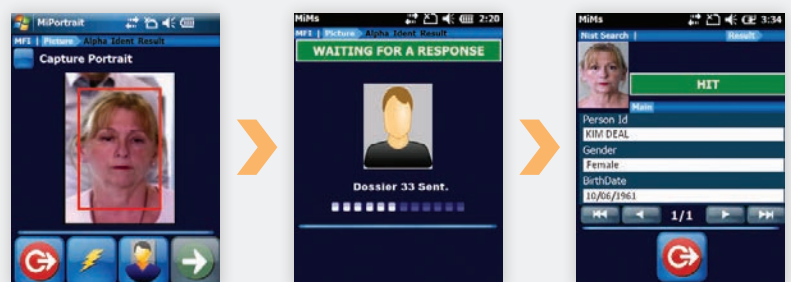 MiPortrait
MFI | Picture Alpha Ident Result
Capture Portrait
MiMs 2:20
MFI | Picture Alpha Ident Result
WAITING FOR A RESPONSE
Dossier 33 Sent.
MiMs 3:34
Nist Search | Result
HIT
Main
Person Id
KIM DEAL
Gender
Female
BirthDate
10/06/1961
1/1